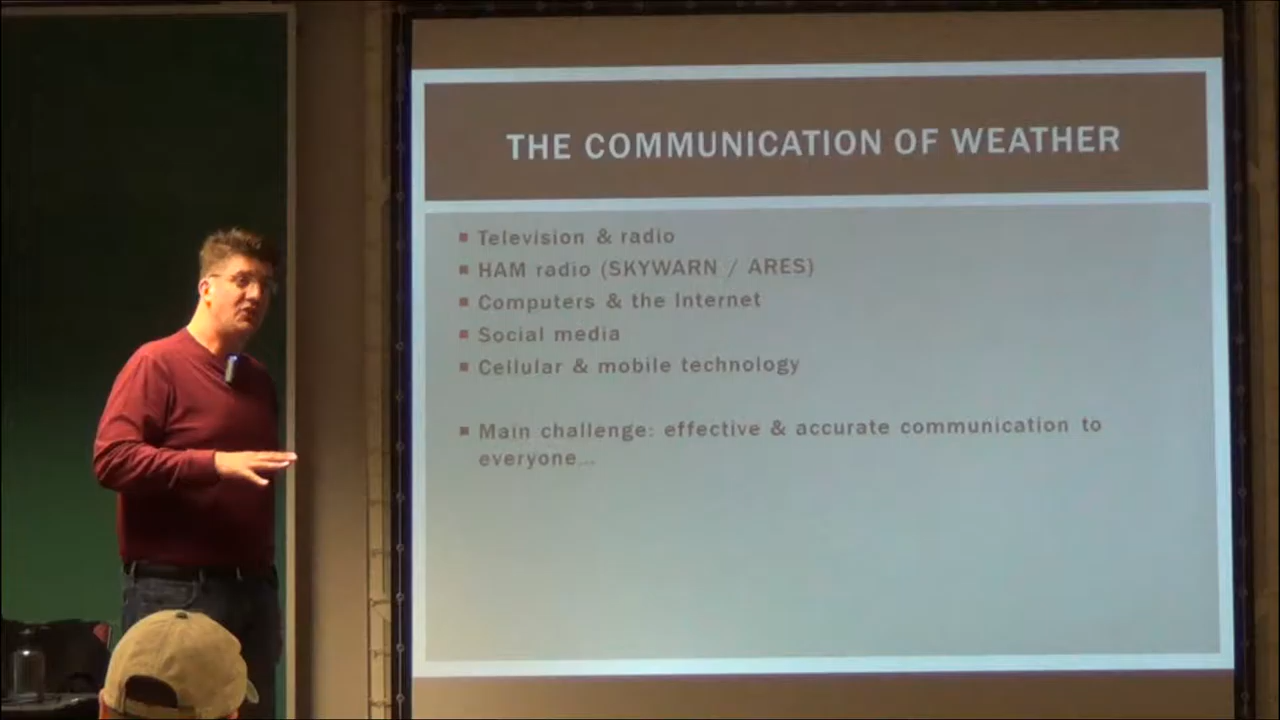 THE COMMUNICATION OF WEATHER
Television & radio
HAM radio (SKYWARN / ARES)
Computers & the Internet
Social media
Cellular & mobile technology
Main challenge: effective & accurate communication to
everyone...